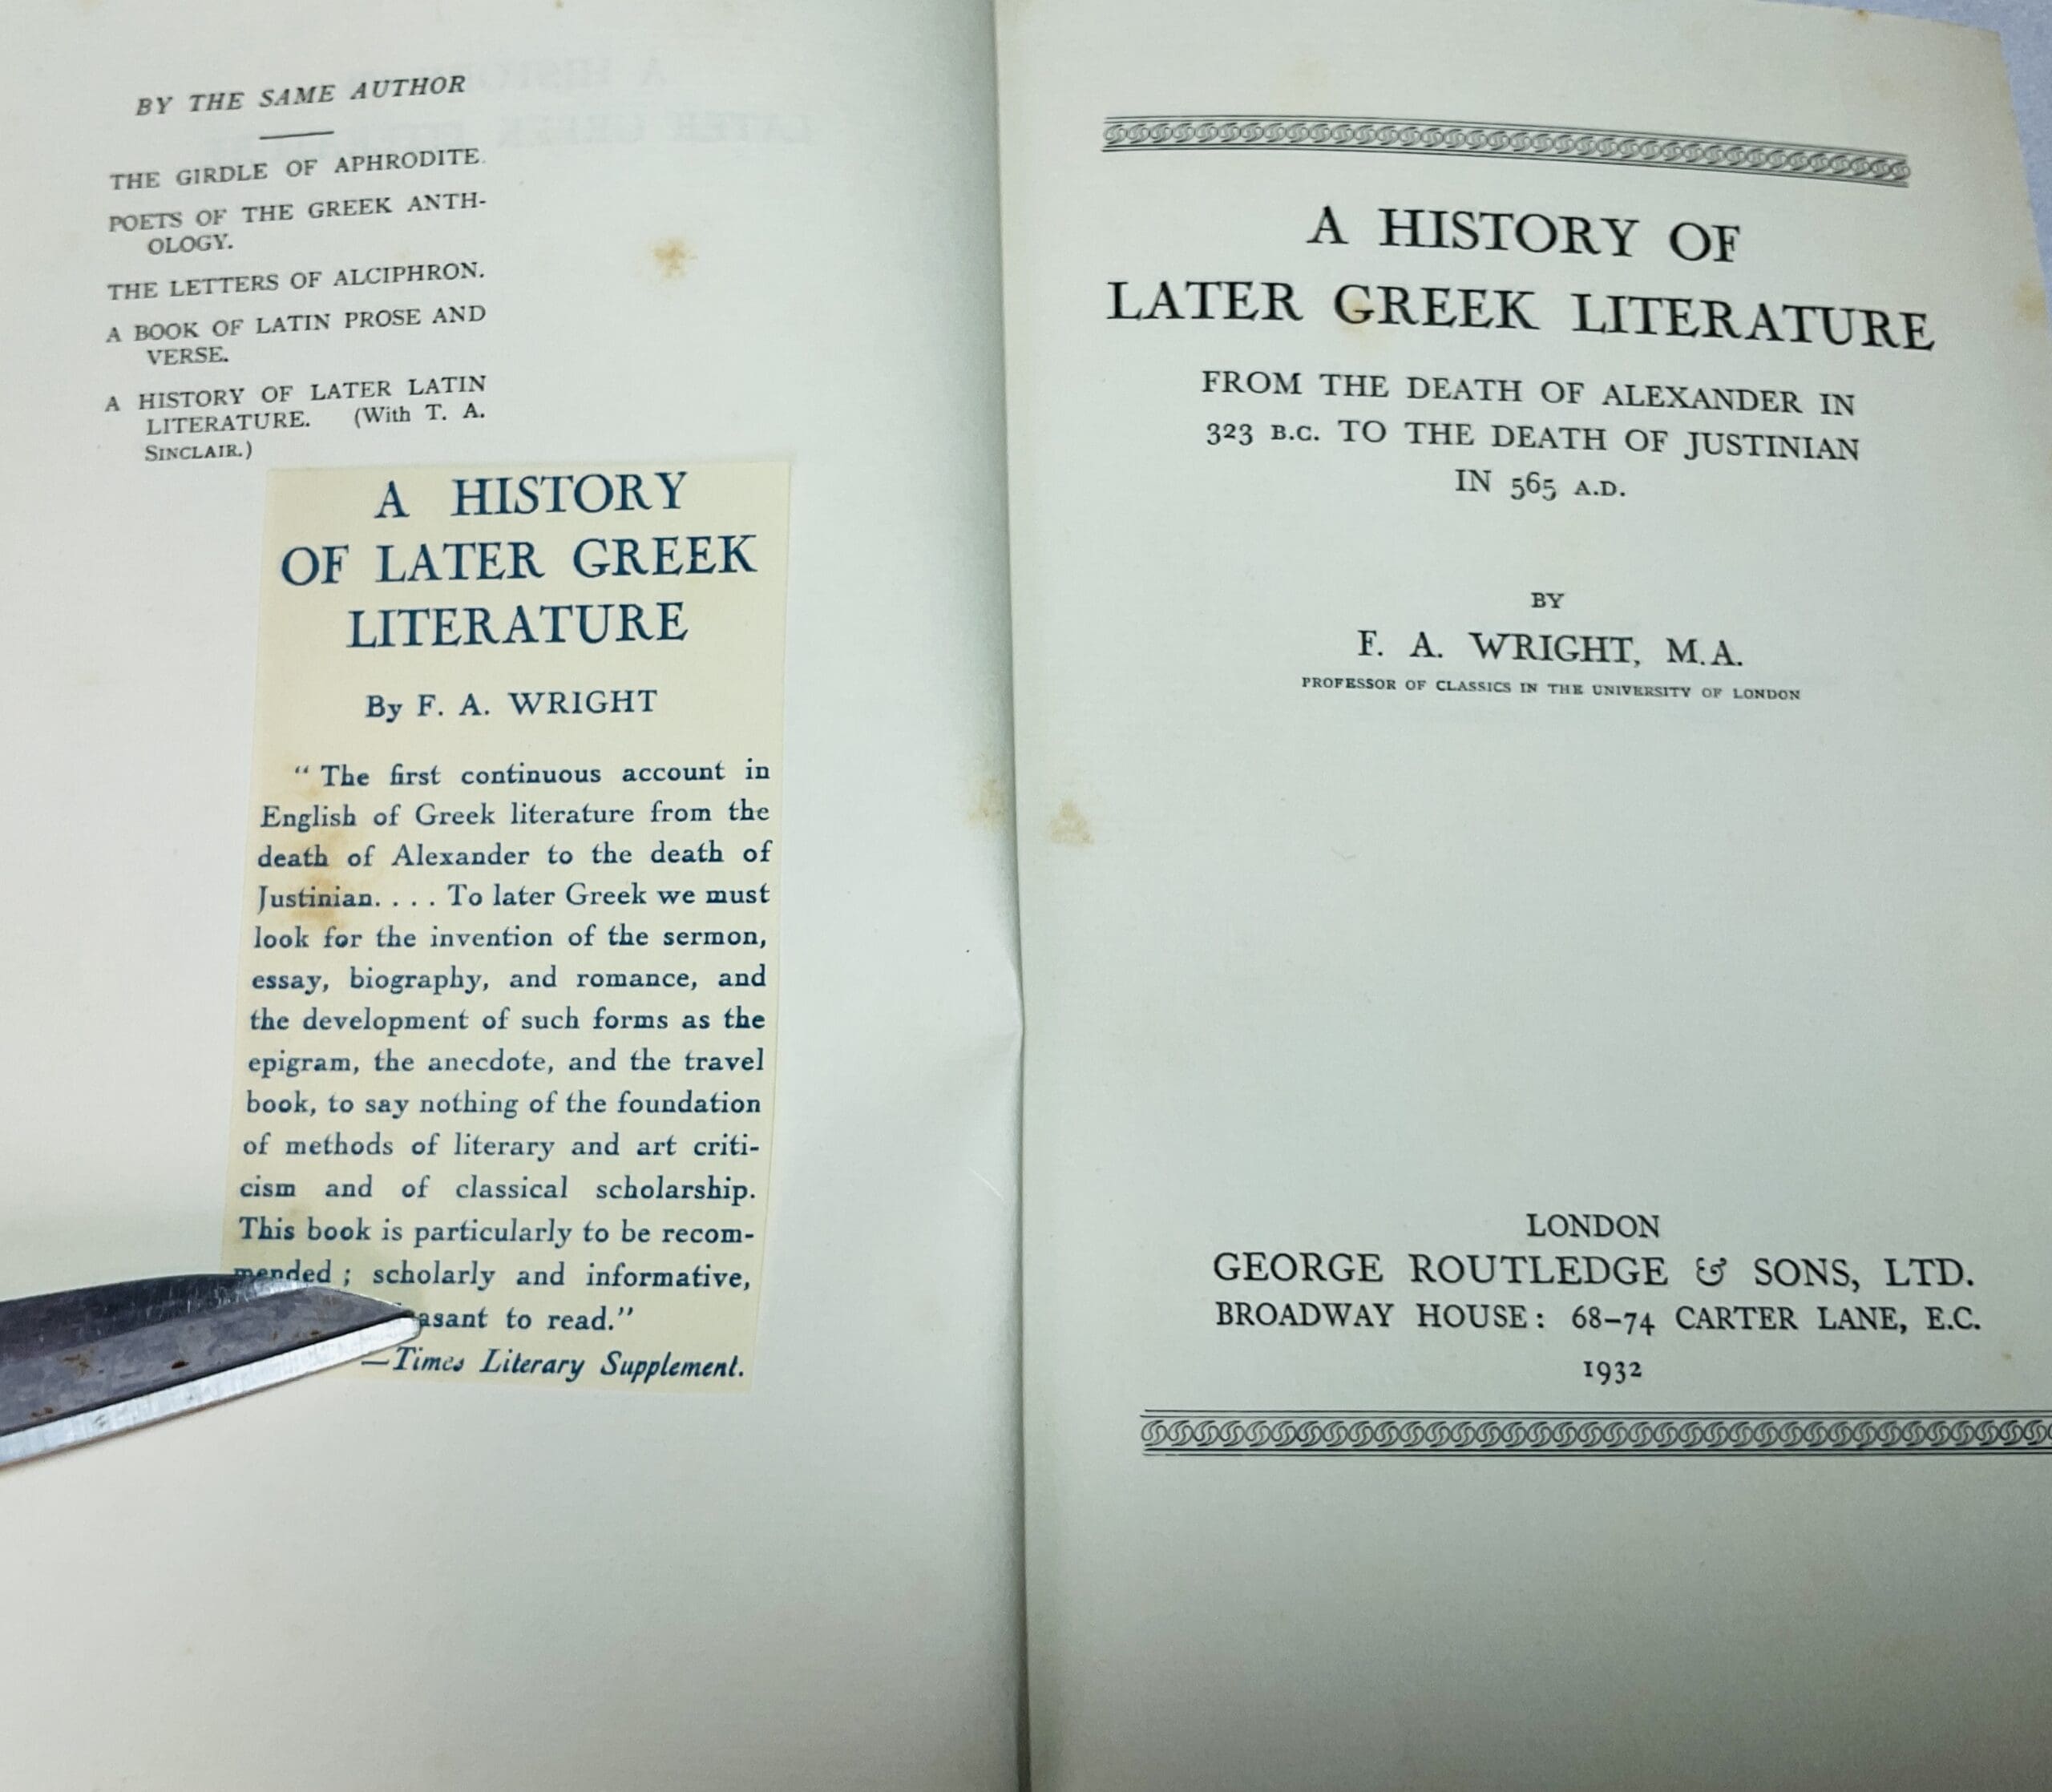 BY THE SAME AUTHOR
THE GIRDLE OF APHRODITE.
POETS OF THE GREEK ANTH-
OLOGY.
THE LETTERS OF ALCIPHRON.
A BOOK OF LATIN PROSE AND
VERSE.
A HISTORY OF LATER LATIN
LITERATURE. (With T. A.
SINCLAIR.)
A HISTORY
OF LATER GREEK
LITERATURE
By F. A. WRIGHT
“ The first continuous account in
English of Greek literature from the
death of Alexander to the death of
Justinian. . . . To later Greek we must
look for the invention of the sermon,
essay, biography, and romance, and
the development of such forms as the
epigram, the anecdote, and the travel
book, to say nothing of the foundation
of methods of literary and art criti-
cism and of classical scholarship.
This book is particularly to be recom-
mended ; scholarly and informative,
to read.”
—Times Literary Supplement.
A HISTORY OF
LATER GREEK LITERATURE
FROM THE DEATH OF ALEXANDER IN
323 B.C. TO THE DEATH OF JUSTINIAN
IN 565 A.D.
BY
F. A. WRIGHT, M.A.
PROFESSOR OF CLASSICS IN THE UNIVERSITY OF LONDON
LONDON
GEORGE ROUTLEDGE & SONS, LTD.
BROADWAY HOUSE: 68–74 CARTER LANE, E.C.
1932